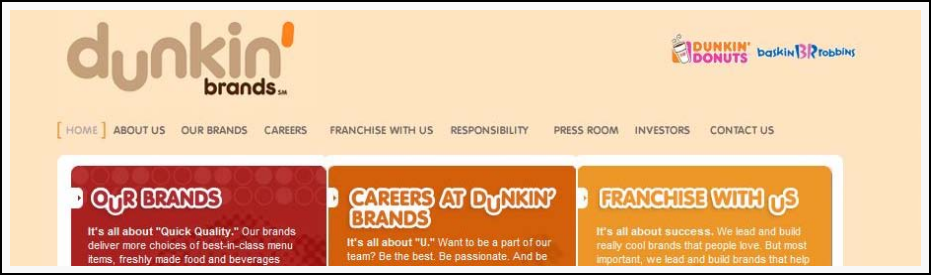 dunkin'
brands℠
DUNKIN' DONUTS
baskin BR robbins
[ HOME ] ABOUT US OUR BRANDS CAREERS FRANCHISE WITH US RESPONSIBILITY PRESS ROOM INVESTORS CONTACT US
OUR BRANDS
It's all about "Quick Quality." Our brands
deliver more choices of best-in-class menu
items, freshly made food and beverages
CAREERS AT DUNKIN'
BRANDS
It's all about "U." Want to be a part of our
team? Be the best. Be passionate. And be
FRANCHISE WITH US
It's all about success. We lead and build
really cool brands that people love. But most
important, we lead and build brands that help